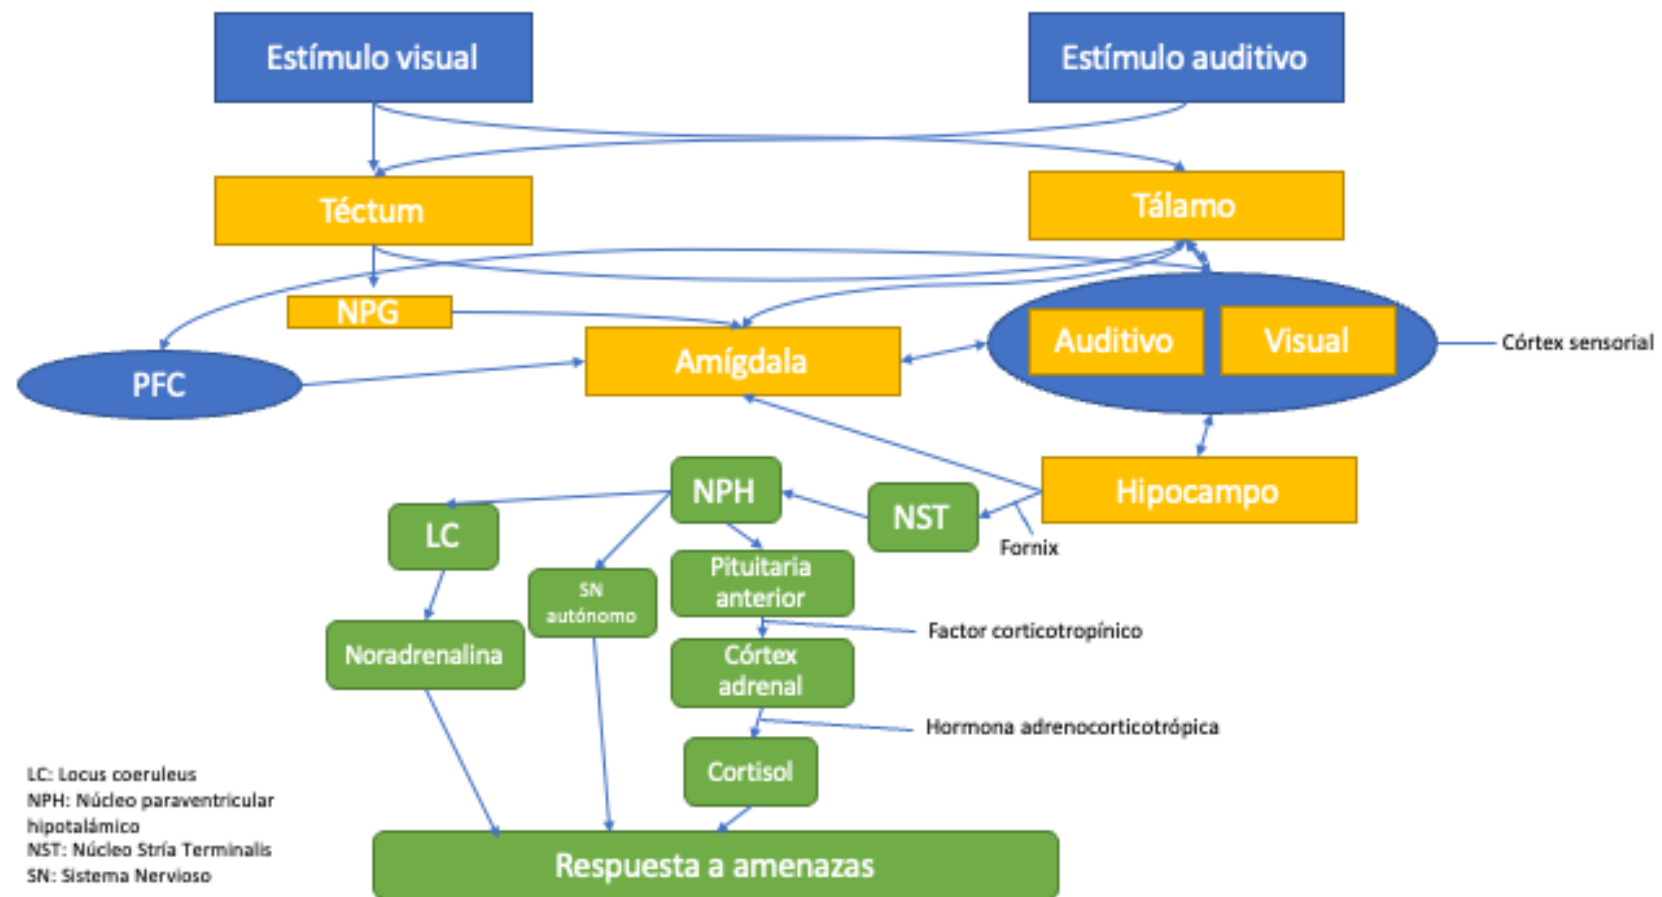 Estímulo visual
Estímulo auditivo
Téctum
Tálamo
NPG
Auditivo
Visual
Córtex sensorial
Amígdala
PFC
NPH
NST
Hipocampo
Fornix
LC
SN
autónomo
Pituitaria
anterior
Factor corticotropínico
Noradrenalina
Córtex
adrenal
Hormona adrenocorticotrópica
Cortisol
LC: Locus coeruleus
NPH: Núcleo paraventricular
hipotalámico
NST: Núcleo Stría Terminalis
SN: Sistema Nervioso
Respuesta a amenazas